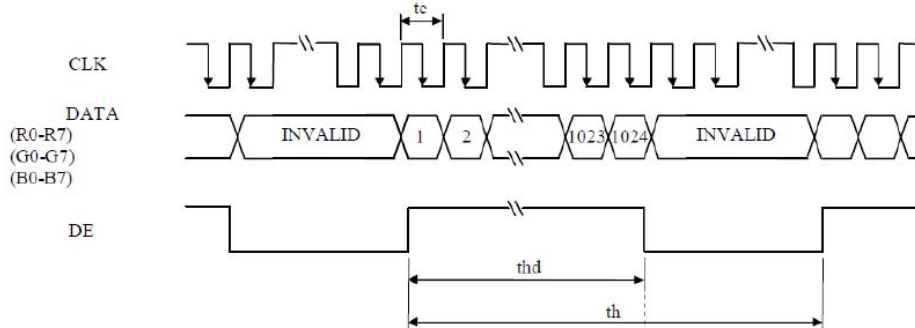 tc
CLK
DATA
(R0-R7)
(G0-G7)
(B0-B7)
INVALID 1 2 1023 1024 INVALID
DE
thd
th